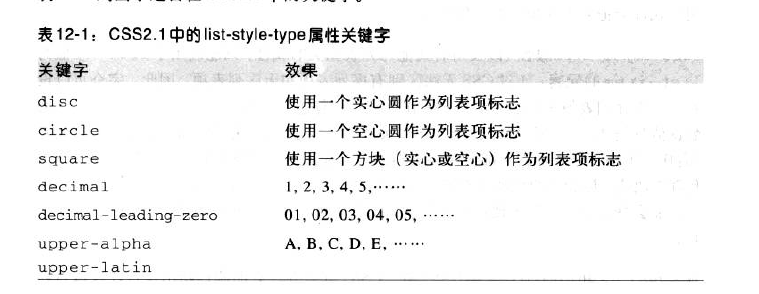 表12-1：CSS2.1中的list-style-type属性关键字
关键字 效果
disc 使用一个实心圆作为列表项标志
circle 使用一个空心圆作为列表项标志
square 使用一个方块（实心或空心）作为列表项标志
decimal 1, 2, 3, 4, 5,……
decimal-leading-zero 01, 02, 03, 04, 05, ……
upper-alpha A, B, C, D, E, ……
upper-latin